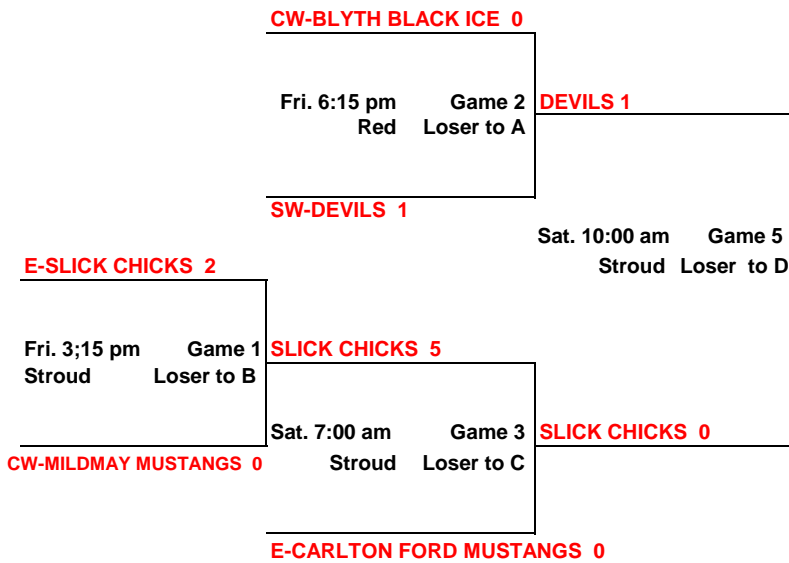 CW-BLYTH BLACK ICE 0
Fri. 6:15 pm Game 2 DEVILS 1
Red Loser to A
SW-DEVILS 1
Sat. 10:00 am Game 5
E-SLICK CHICKS 2
Stroud Loser to D
Fri. 3;15 pm Game 1 SLICK CHICKS 5
Stroud Loser to B
Sat. 7:00 am Game 3 SLICK CHICKS 0
CW-MILDMAY MUSTANGS 0 Stroud Loser to C
E-CARLTON FORD MUSTANGS 0